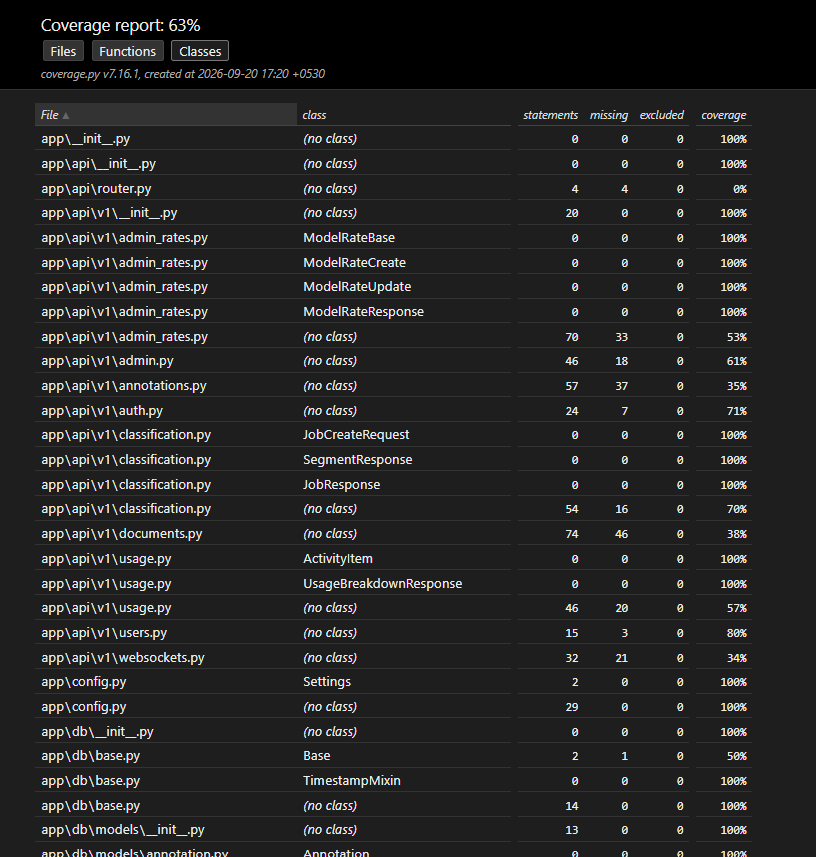 Coverage report: 63%
Files Functions Classes
coverage.py v7.16.1, created at 2026-09-20 17:20 +0530
File ▲ class statements missing excluded coverage
app\__init__.py (no class) 0 0 0 100%
app\api\__init__.py (no class) 0 0 0 100%
app\api\router.py (no class) 4 4 0 0%
app\api\v1\__init__.py (no class) 20 0 0 100%
app\api\v1\admin_rates.py ModelRateBase 0 0 0 100%
app\api\v1\admin_rates.py ModelRateCreate 0 0 0 100%
app\api\v1\admin_rates.py ModelRateUpdate 0 0 0 100%
app\api\v1\admin_rates.py ModelRateResponse 0 0 0 100%
app\api\v1\admin_rates.py (no class) 70 33 0 53%
app\api\v1\admin.py (no class) 46 18 0 61%
app\api\v1\annotations.py (no class) 57 37 0 35%
app\api\v1\auth.py (no class) 24 7 0 71%
app\api\v1\classification.py JobCreateRequest 0 0 0 100%
app\api\v1\classification.py SegmentResponse 0 0 0 100%
app\api\v1\classification.py JobResponse 0 0 0 100%
app\api\v1\classification.py (no class) 54 16 0 70%
app\api\v1\documents.py (no class) 74 46 0 38%
app\api\v1\usage.py ActivityItem 0 0 0 100%
app\api\v1\usage.py UsageBreakdownResponse 0 0 0 100%
app\api\v1\usage.py (no class) 46 20 0 57%
app\api\v1\users.py (no class) 15 3 0 80%
app\api\v1\websockets.py (no class) 32 21 0 34%
app\config.py Settings 2 0 0 100%
app\config.py (no class) 29 0 0 100%
app\db\__init__.py (no class) 0 0 0 100%
app\db\base.py Base 2 1 0 50%
app\db\base.py TimestampMixin 0 0 0 100%
app\db\base.py (no class) 14 0 0 100%
app\db\models\__init__.py (no class) 13 0 0 100%
app\db\models\annotation.py Annotation 0 0 0 100%